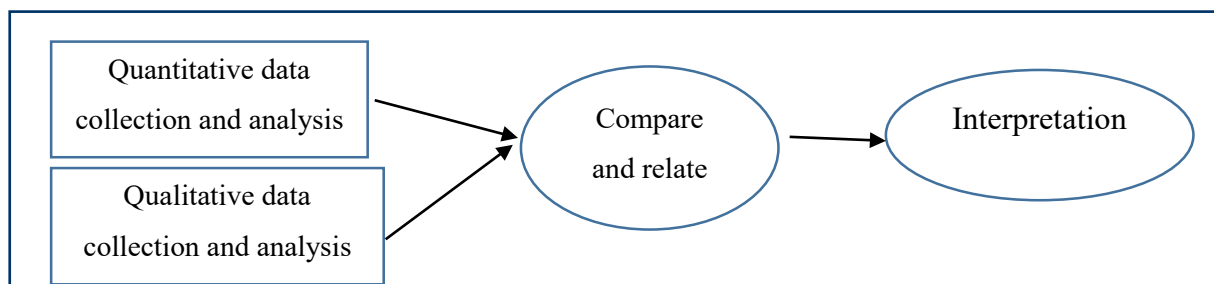 Quantitative data
collection and analysis
Qualitative data
collection and analysis
Compare
and relate
Interpretation